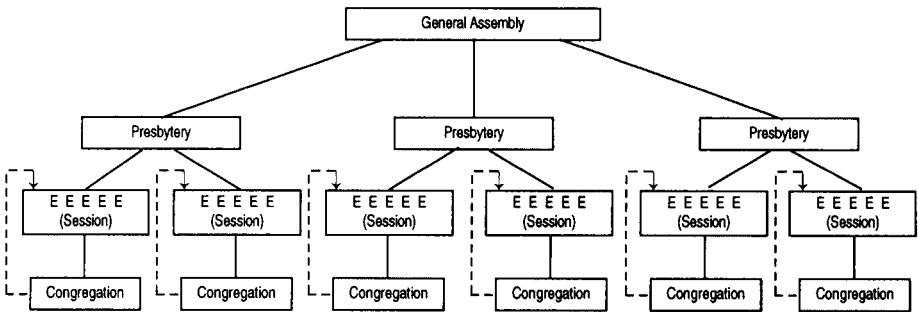 General Assembly
Presbytery Presbytery Presbytery
E E E E E E E E E E E E E E E E E E E E E E E E E E E E E E
(Session) (Session) (Session) (Session) (Session) (Session)
Congregation Congregation Congregation Congregation Congregation Congregation